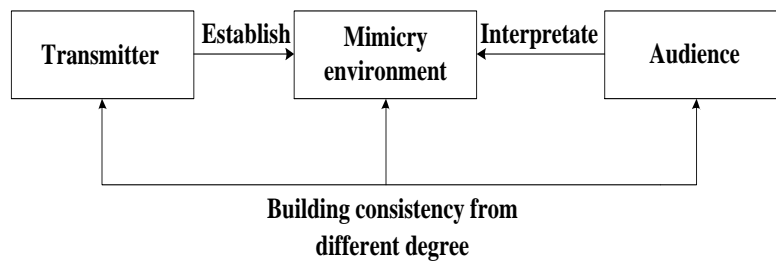 Transmitter
Establish
Mimicry
environment
Interpretate
Audience
Building consistency from
different degree